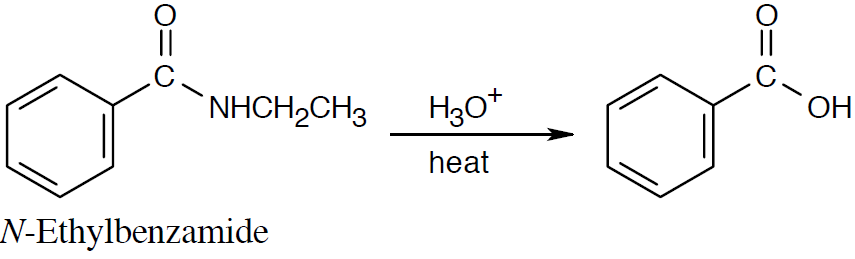 O
C
NHCH2CH3
H3O+
heat
O
C
OH
N-Ethylbenzamide